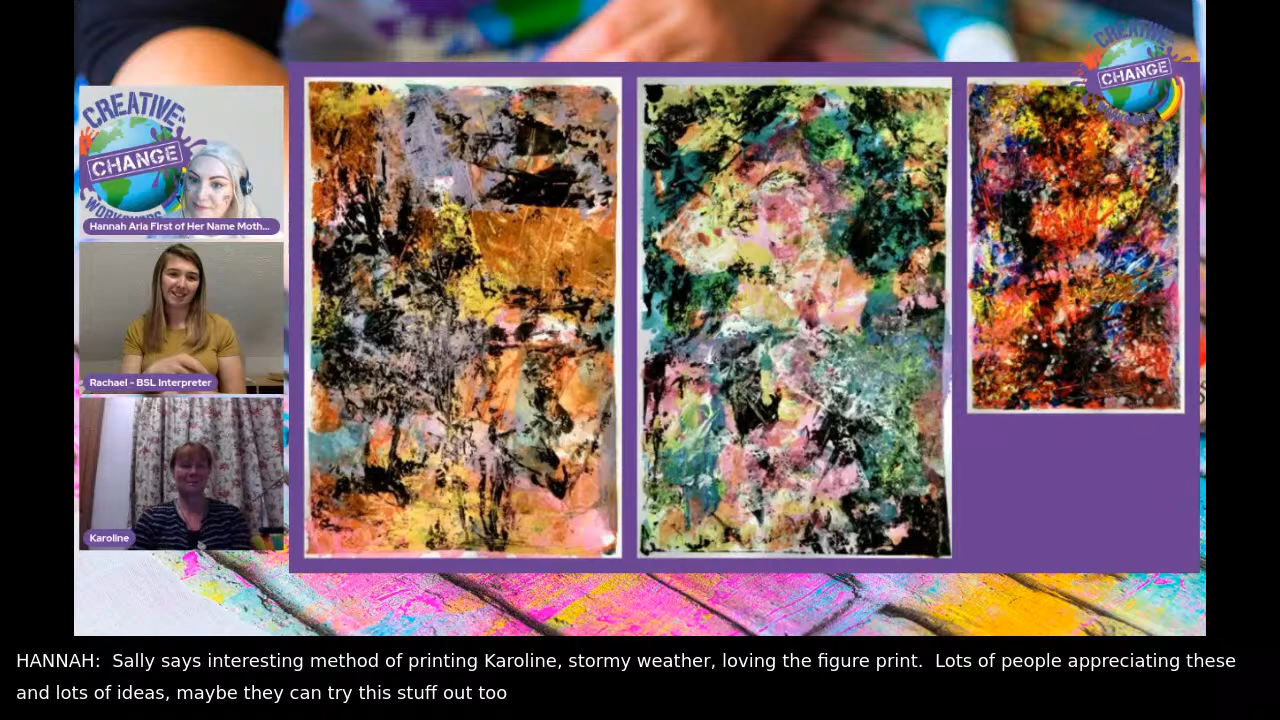 CREATIVE
CHANGE
WORKSHOPS
Hannah Aria First of Her Name Moth...
Rachael - BSL Interpreter
Karoline
CREATIVE
CHANGE
HANNAH:  Sally says interesting method of printing Karoline, stormy weather, loving the figure print.  Lots of people appreciating these
and lots of ideas, maybe they can try this stuff out too